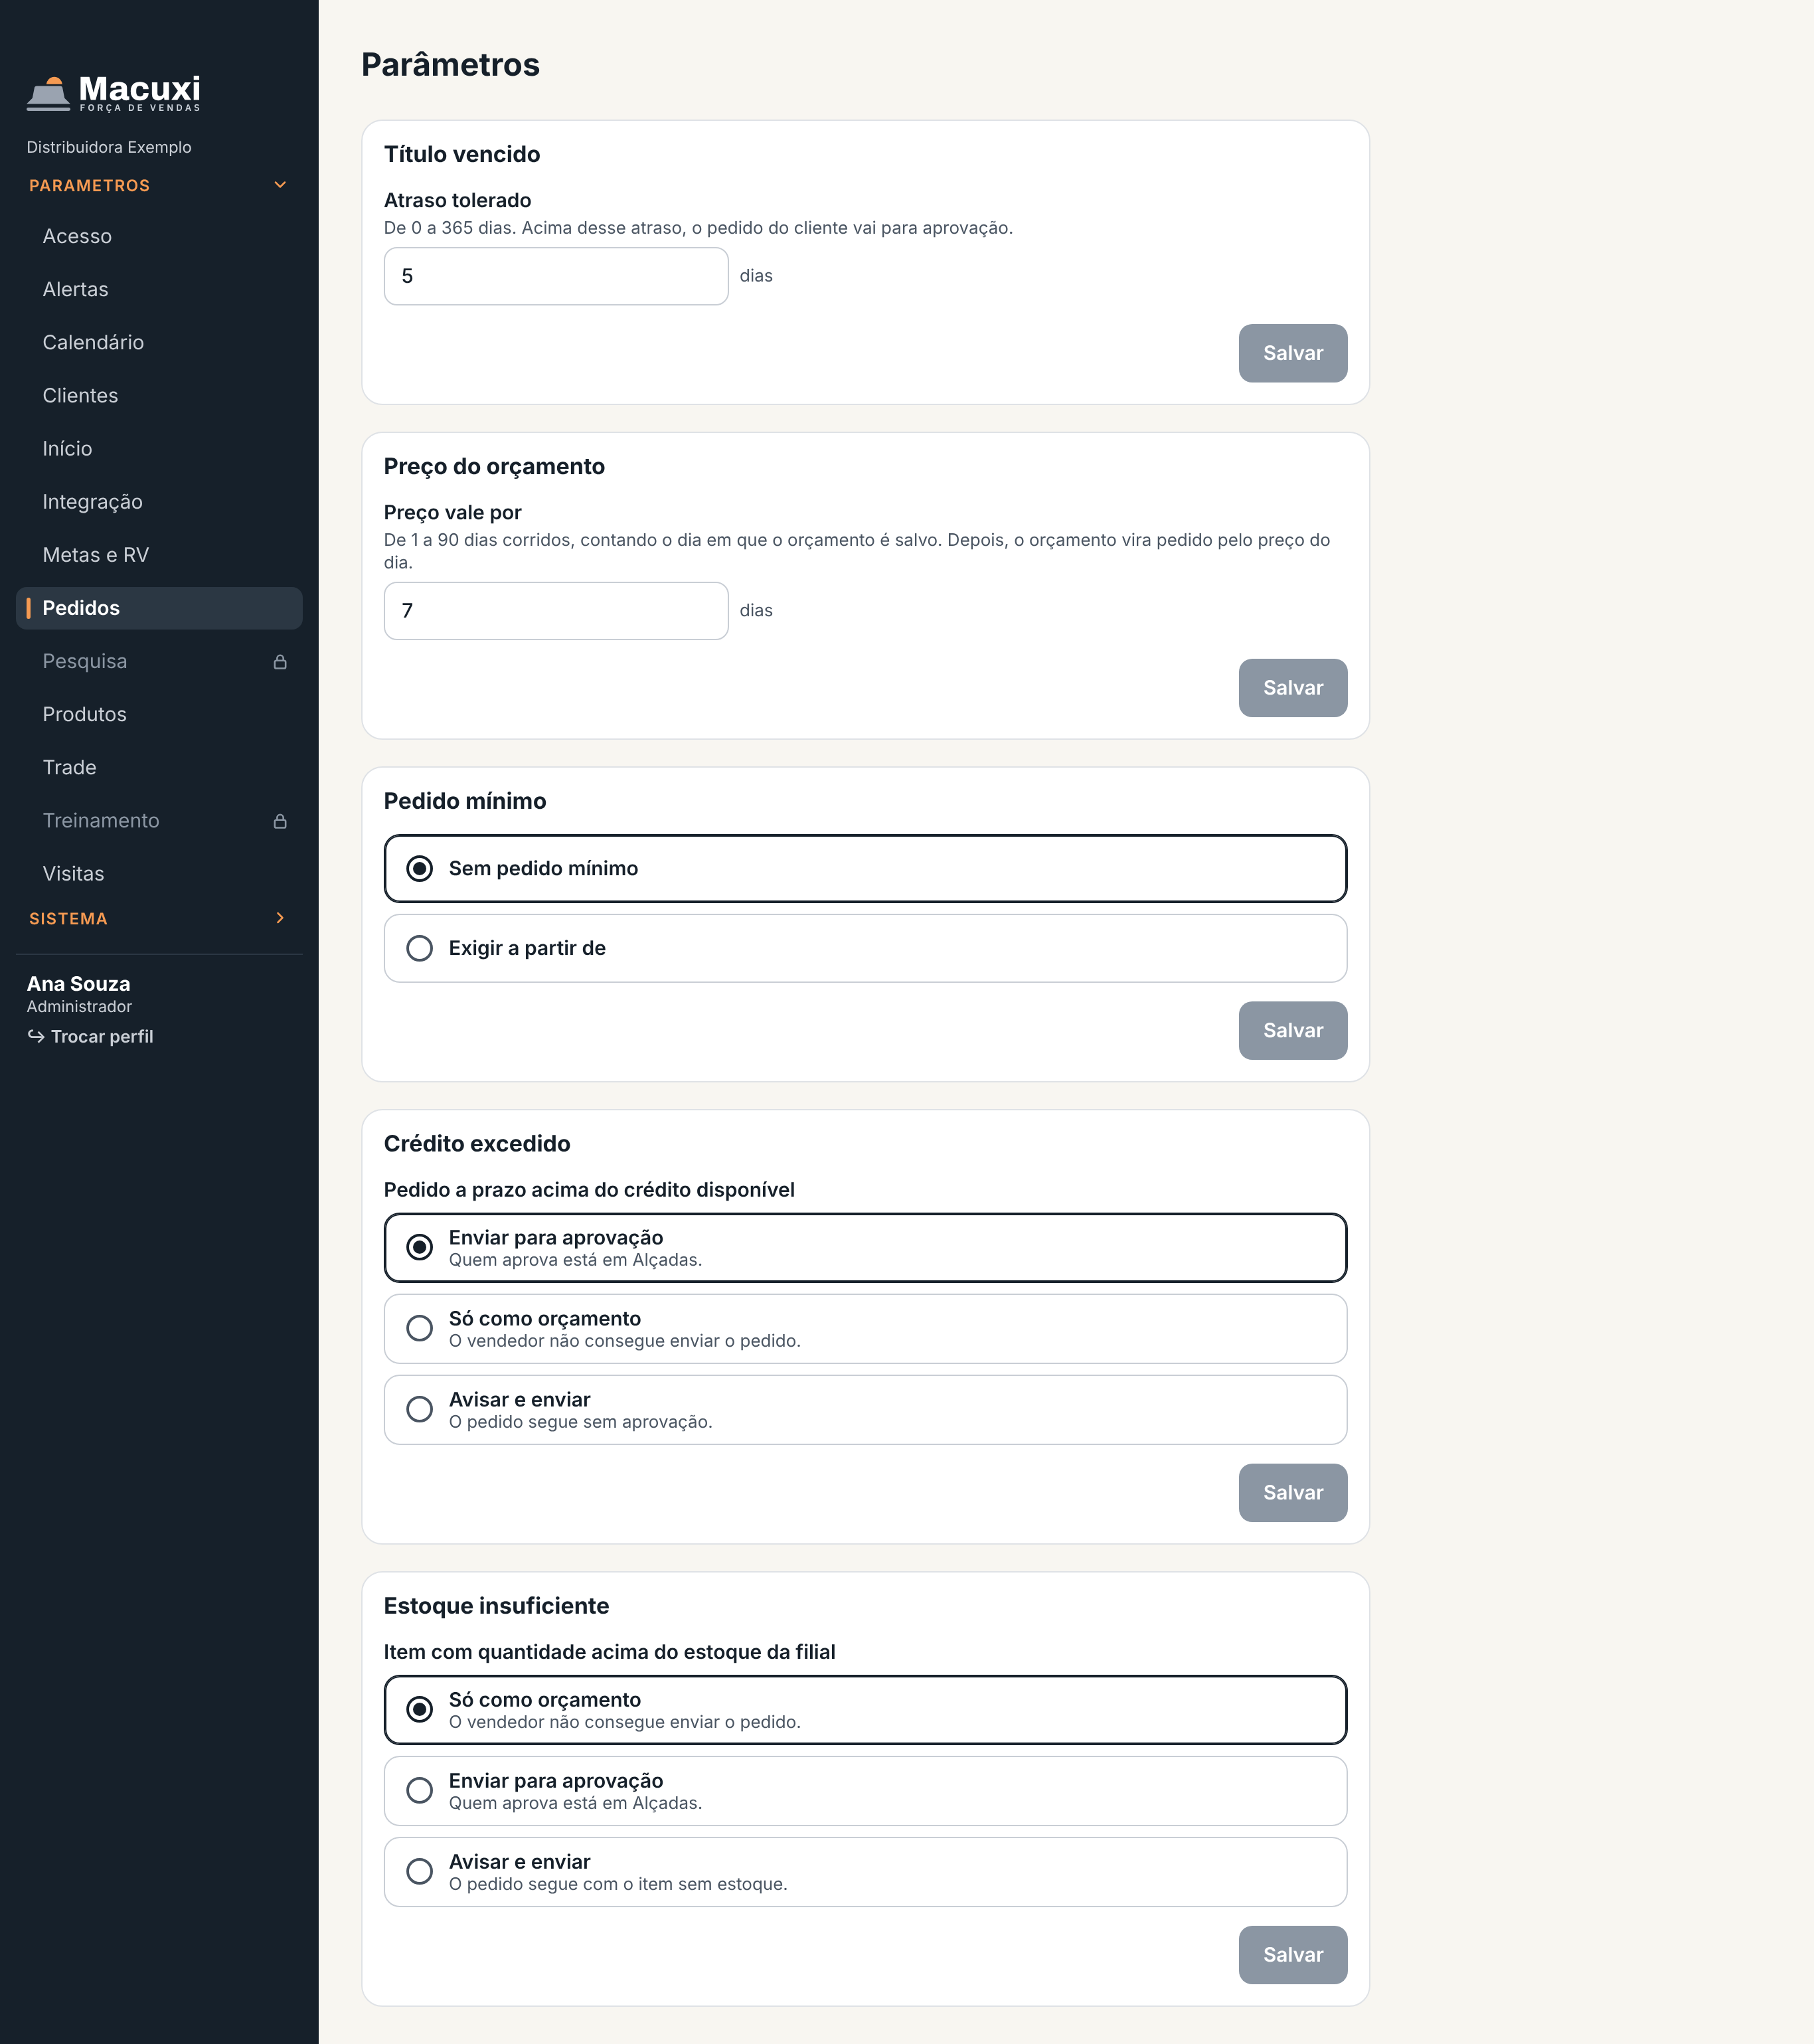 Macuxi
FORÇA DE VENDAS
Distribuidora Exemplo
PARAMETROS
Acesso
Alertas
Calendário
Clientes
Início
Integração
Metas e RV
Pedidos
Pesquisa
Produtos
Trade
Treinamento
Visitas
SISTEMA
Ana Souza
Administrador
Trocar perfil
Parâmetros
Título vencido
Atraso tolerado
De 0 a 365 dias. Acima desse atraso, o pedido do cliente vai para aprovação.
5 dias
Salvar
Preço do orçamento
Preço vale por
De 1 a 90 dias corridos, contando o dia em que o orçamento é salvo. Depois, o orçamento vira pedido pelo preço do
dia.
7 dias
Salvar
Pedido mínimo
Sem pedido mínimo
Exigir a partir de
Salvar
Crédito excedido
Pedido a prazo acima do crédito disponível
Enviar para aprovação
Quem aprova está em Alçadas.
Só como orçamento
O vendedor não consegue enviar o pedido.
Avisar e enviar
O pedido segue sem aprovação.
Salvar
Estoque insuficiente
Item com quantidade acima do estoque da filial
Só como orçamento
O vendedor não consegue enviar o pedido.
Enviar para aprovação
Quem aprova está em Alçadas.
Avisar e enviar
O pedido segue com o item sem estoque.
Salvar